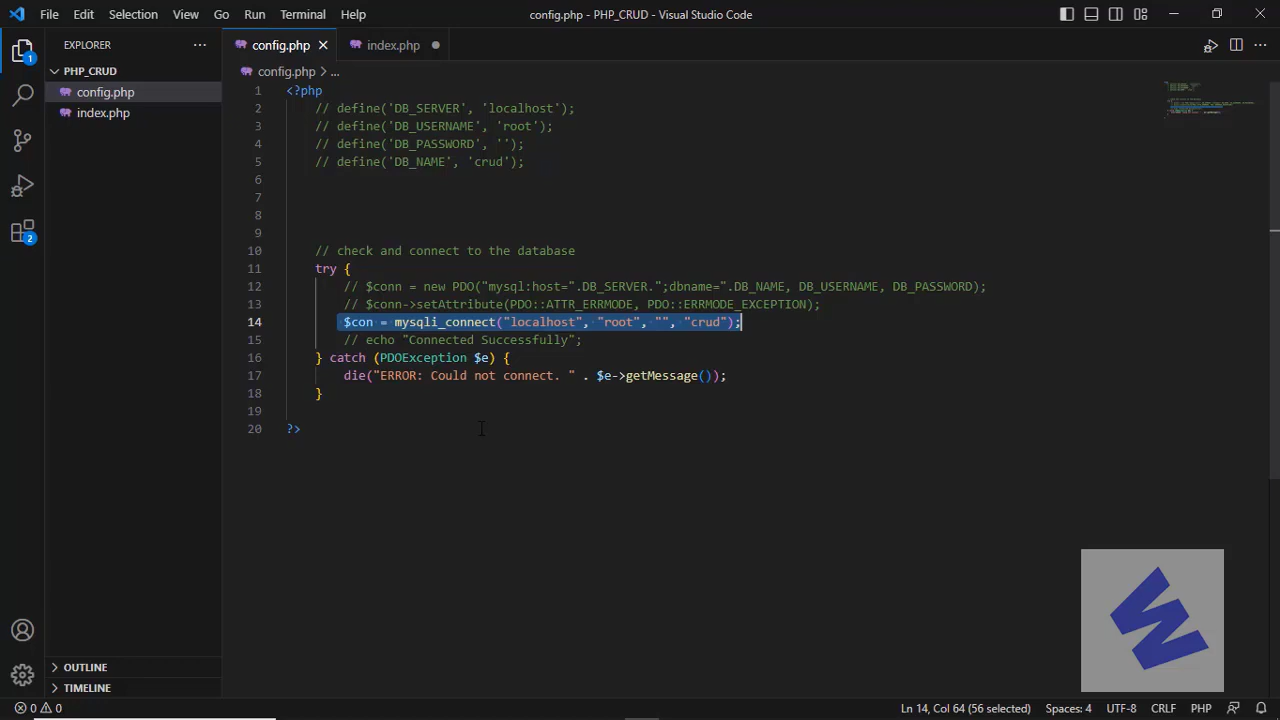 File Edit Selection View Go Run Terminal Help
config.php - PHP_CRUD - Visual Studio Code
EXPLORER
PHP_CRUD
config.php
index.php
OUTLINE
TIMELINE
1
2
config.php index.php
config.php > ...
1 <?php
2 // define('DB_SERVER', 'localhost');
3 // define('DB_USERNAME', 'root');
4 // define('DB_PASSWORD', '');
5 // define('DB_NAME', 'crud');
6
7
8
9
10 // check and connect to the database
11 try {
12 // $conn = new PDO("mysql:host=".DB_SERVER.";dbname=".DB_NAME, DB_USERNAME, DB_PASSWORD);
13 // $conn->setAttribute(PDO::ATTR_ERRMODE, PDO::ERRMODE_EXCEPTION);
14 $con = mysqli_connect("localhost", "root", "", "crud");
15 // echo "Connected Successfully";
16 } catch (PDOException $e) {
17 die("ERROR: Could not connect. " . $e->getMessage());
18 }
19
20 ?>
W
0 0
Ln 14, Col 64 (56 selected) Spaces: 4 UTF-8 CRLF PHP